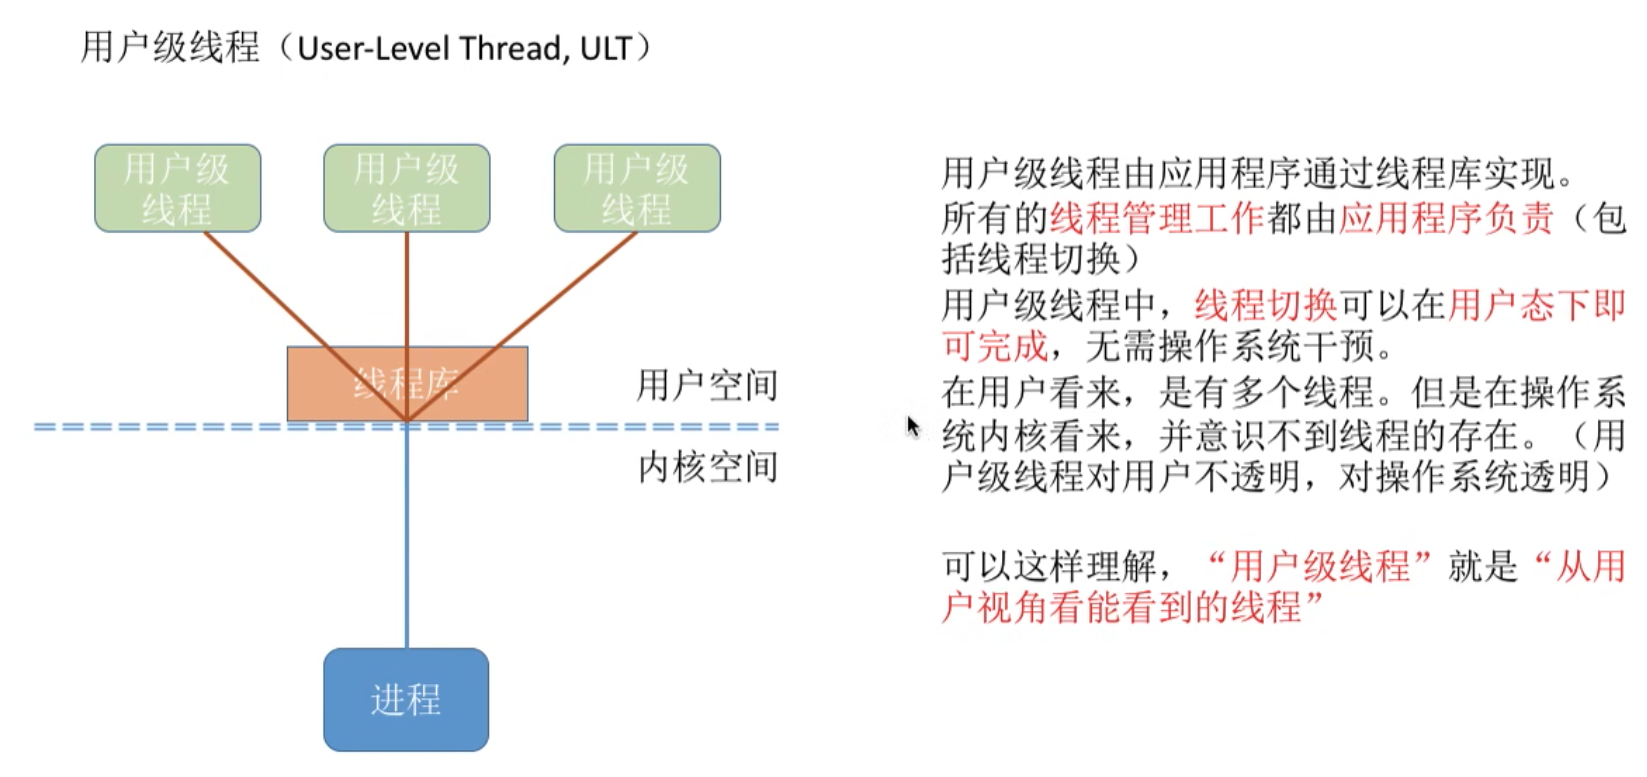 用户级线程（User-Level Thread, ULT）
用户级
线程
用户级
线程
用户级
线程
线程库
用户空间
内核空间
进程
用户级线程由应用程序通过线程库实现。
所有的线程管理工作都由应用程序负责（包
括线程切换）
用户级线程中，线程切换可以在用户态下即
可完成，无需操作系统干预。
在用户看来，是有多个线程。但是在操作系
统内核看来，并意识不到线程的存在。（用
户级线程对用户不透明，对操作系统透明）
可以这样理解，“用户级线程”就是“从用
户视角看能看到的线程”